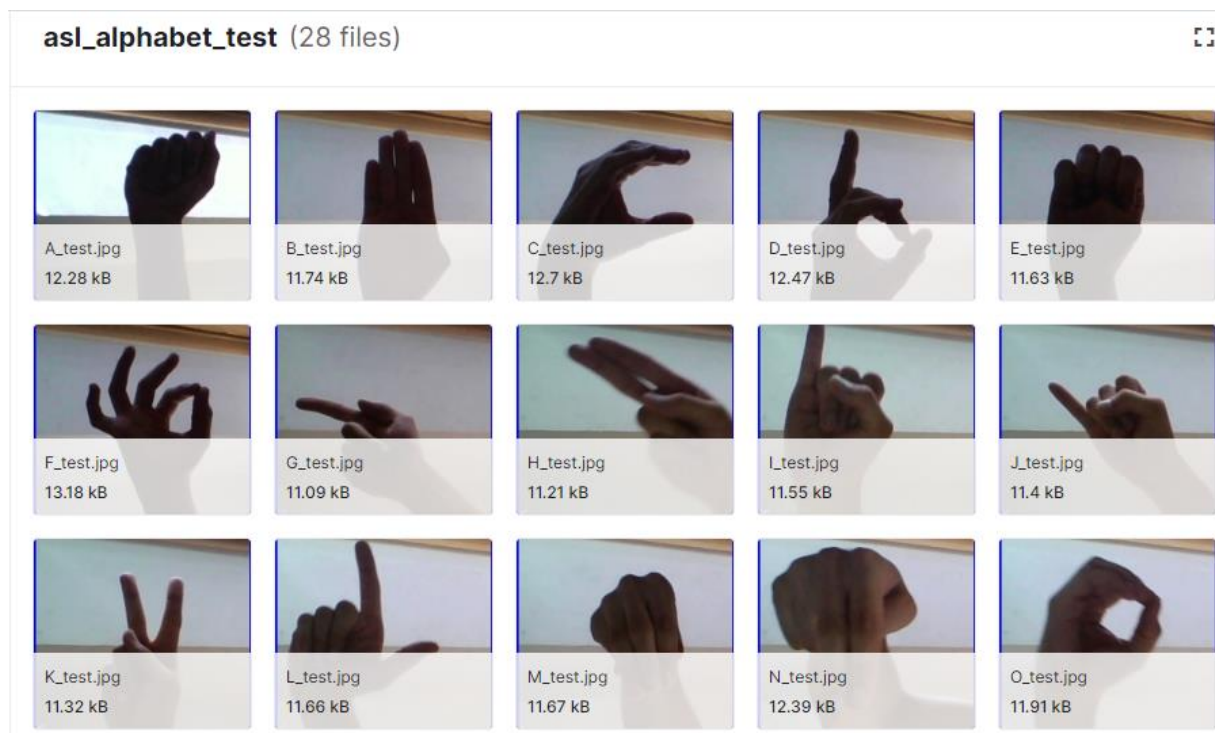 asl_alphabet_test (28 files)
A_test.jpg
12.28 kB
B_test.jpg
11.74 kB
C_test.jpg
12.7 kB
D_test.jpg
12.47 kB
E_test.jpg
11.63 kB
F_test.jpg
13.18 kB
G_test.jpg
11.09 kB
H_test.jpg
11.21 kB
I_test.jpg
11.55 kB
J_test.jpg
11.4 kB
K_test.jpg
11.32 kB
L_test.jpg
11.66 kB
M_test.jpg
11.67 kB
N_test.jpg
12.39 kB
O_test.jpg
11.91 kB